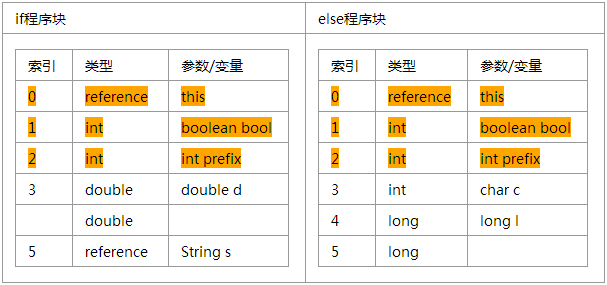 if程序块 else程序块
索引 类型 参数/变量
0 reference this
1 int boolean bool
2 int int prefix
3 double double d
double
5 reference String s
索引 类型 参数/变量
0 reference this
1 int boolean bool
2 int int prefix
3 int char c
4 long long l
5 long